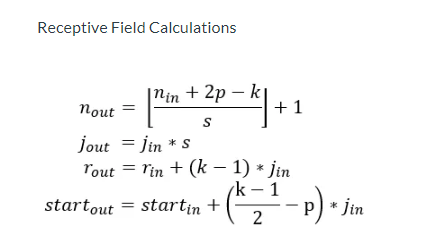 Receptive Field Calculations
n_out = ⌊(n_in + 2p − k)/s⌋ + 1
j_out = j_in * s
r_out = r_in + (k − 1) * j_in
start_out = start_in + ((k − 1)/2 − p) * j_in